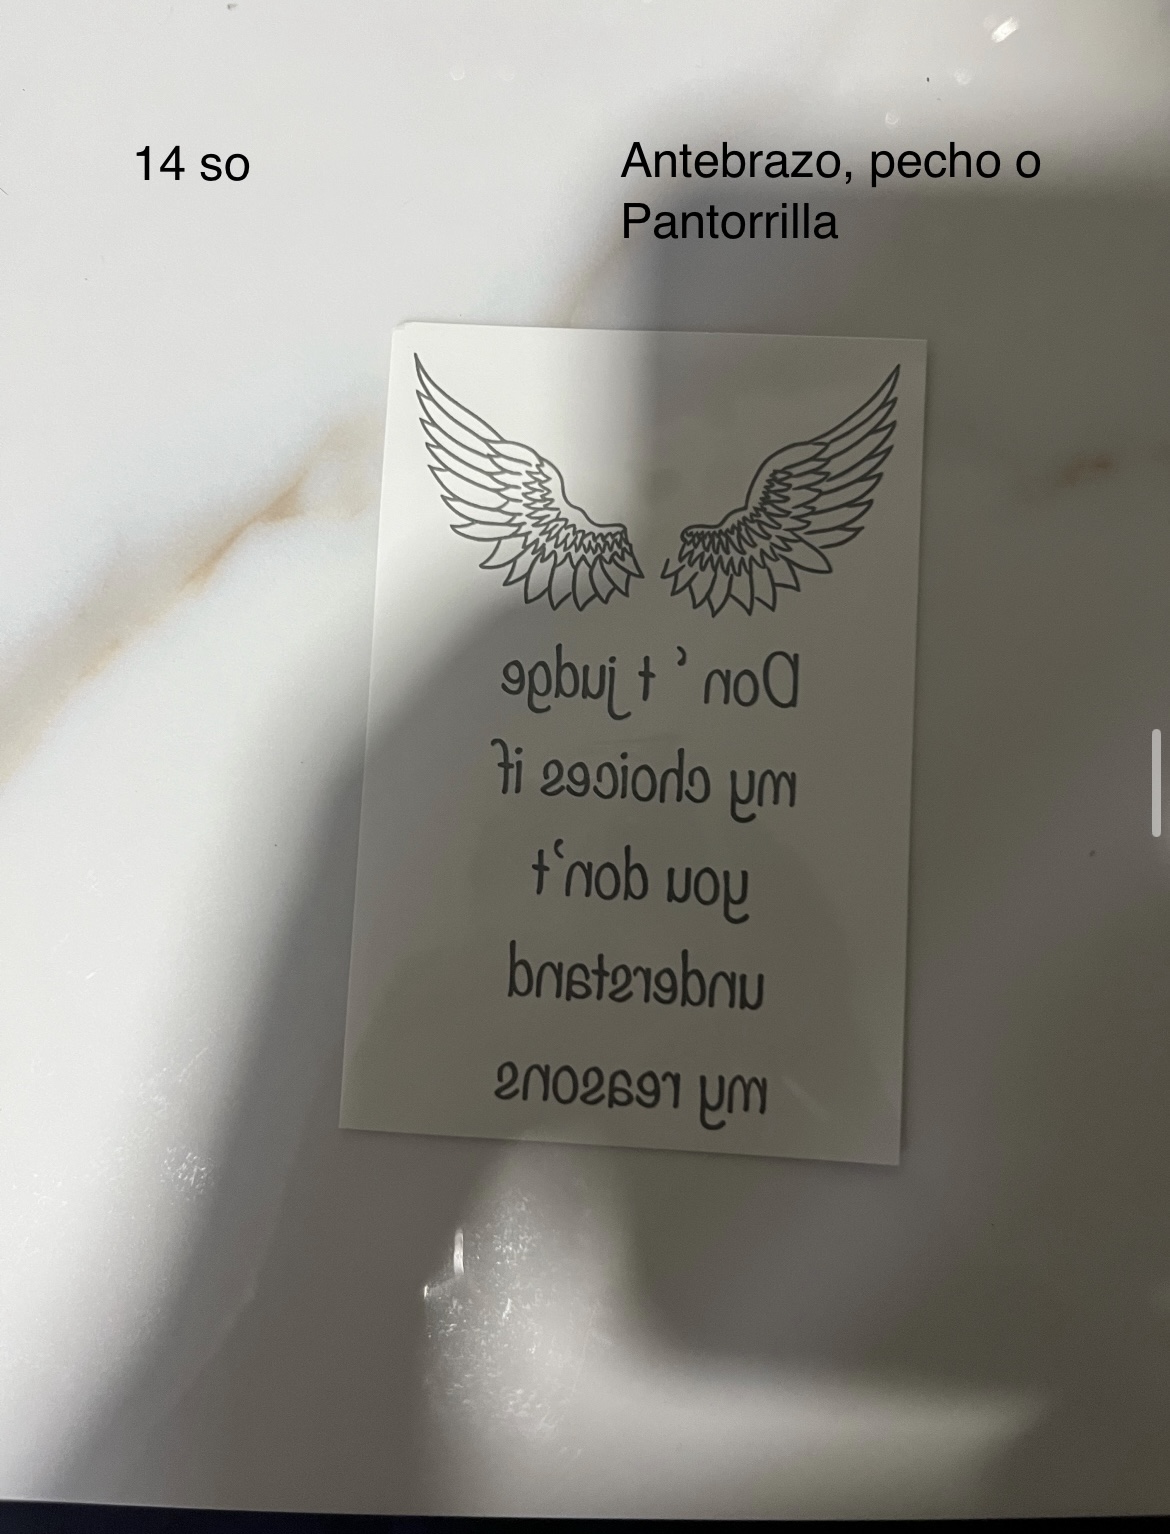 14 so
Antebrazo, pecho o
Pantorrilla
Don't judge
my choices if
you don't
understand
my reasons